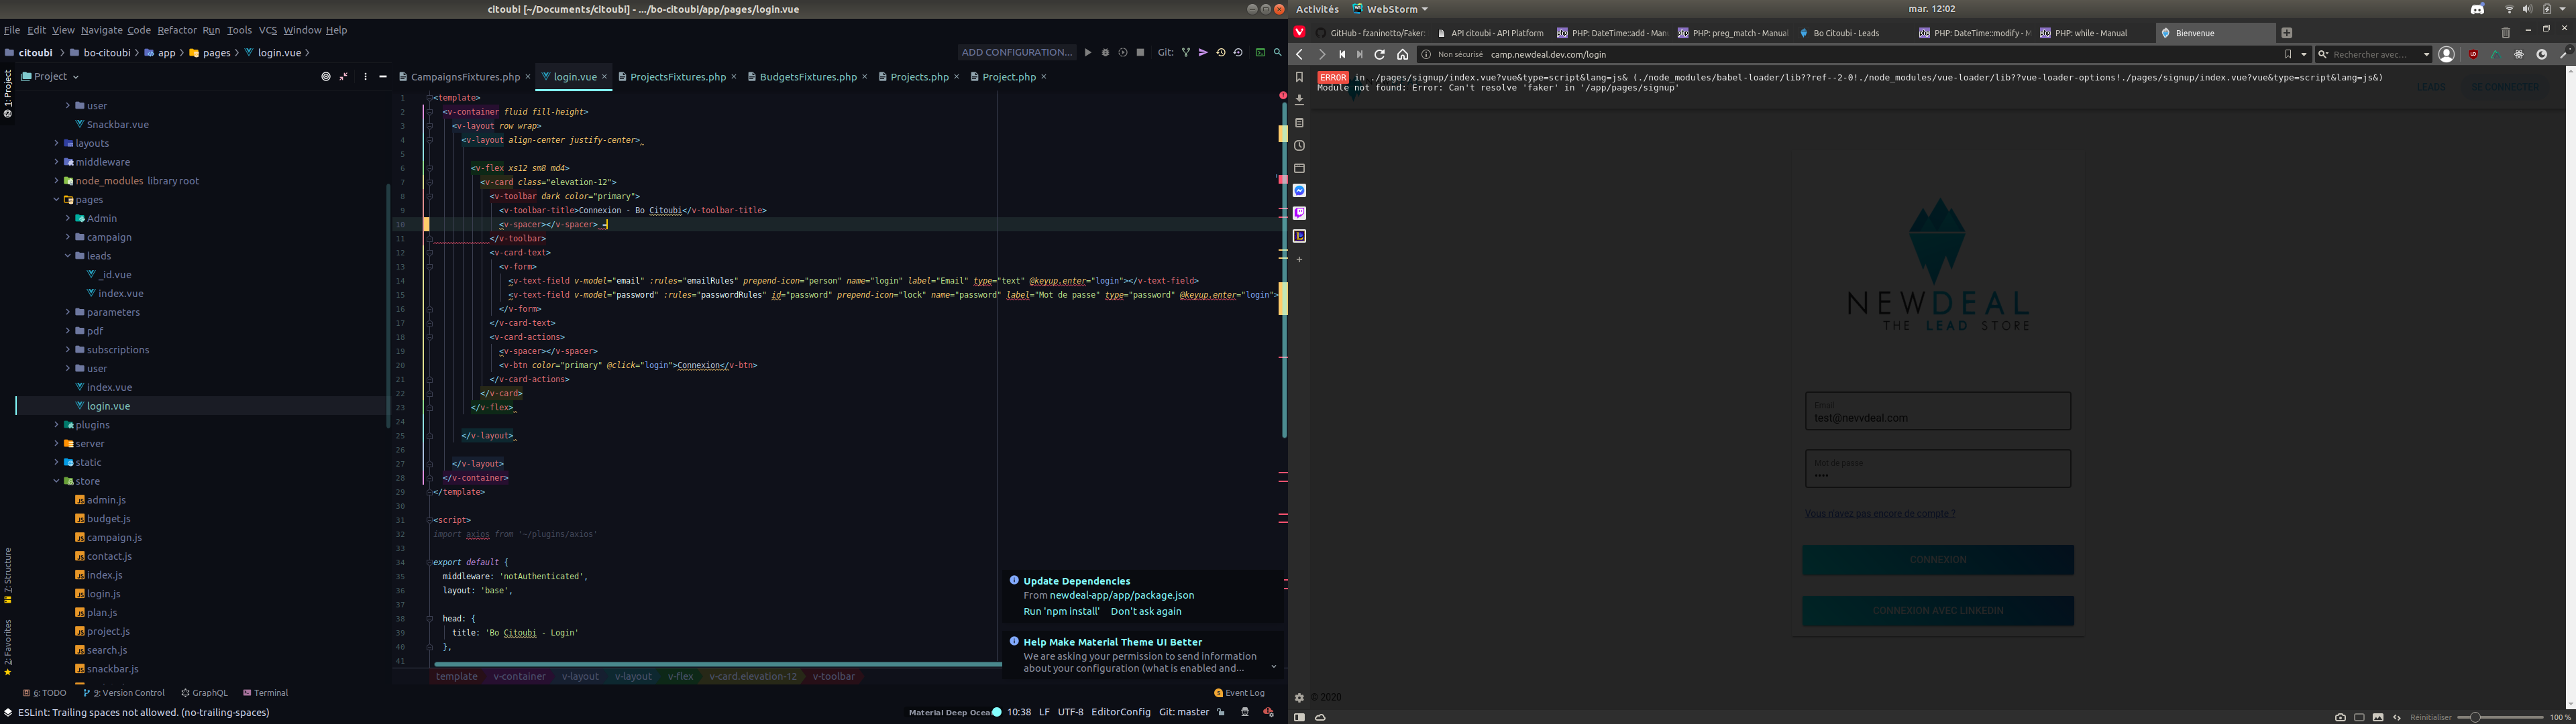 citoubi [~/Documents/citoubi] - .../bo-citoubi/app/pages/login.vue
File Edit View Navigate Code Refactor Run Tools VCS Window Help
citoubi bo-citoubi app pages login.vue
ADD CONFIGURATION... Git:
Project
CampaignsFixtures.php login.vue ProjectsFixtures.php BudgetsFixtures.php Projects.php Project.php
1: Project
7: Structure
2: Favorites
user
Snackbar.vue
layouts
middleware
node_modules library root
pages
Admin
campaign
leads
_id.vue
index.vue
parameters
pdf
subscriptions
user
index.vue
login.vue
plugins
server
static
store
admin.js
budget.js
campaign.js
contact.js
index.js
login.js
plan.js
project.js
search.js
snackbar.js
1 <template>
2 <v-container fluid fill-height>
3 <v-layout row wrap>
4 <v-layout align-center justify-center>
5
6 <v-flex xs12 sm8 md4>
7 <v-card class="elevation-12">
8 <v-toolbar dark color="primary">
9 <v-toolbar-title>Connexion - Bo Citoubi</v-toolbar-title>
10 <v-spacer></v-spacer>
11 </v-toolbar>
12 <v-card-text>
13 <v-form>
14 <v-text-field v-model="email" :rules="emailRules" prepend-icon="person" name="login" label="Email" type="text" @keyup.enter="login"></v-text-field>
15 <v-text-field v-model="password" :rules="passwordRules" id="password" prepend-icon="lock" name="password" label="Mot de passe" type="password" @keyup.enter="login">
16 </v-form>
17 </v-card-text>
18 <v-card-actions>
19 <v-spacer></v-spacer>
20 <v-btn color="primary" @click="login">Connexion</v-btn>
21 </v-card-actions>
22 </v-card>
23 </v-flex>
24
25 </v-layout>
26
27 </v-layout>
28 </v-container>
29 </template>
30
31 <script>
32 import axios from '~/plugins/axios'
33
34 export default {
35 middleware: 'notAuthenticated',
36 layout: 'base',
37
38 head: {
39 title: 'Bo Citoubi - Login'
40 },
41
Update Dependencies
From newdeal-app/app/package.json
Run 'npm install' Don't ask again
Help Make Material Theme UI Better
We are asking your permission to send information
about your configuration (what is enabled and...
template v-container v-layout v-layout v-flex v-card.elevation-12 v-toolbar
6: TODO 9: Version Control GraphQL Terminal
Event Log
ESLint: Trailing spaces not allowed. (no-trailing-spaces)
Material Deep Ocean 10:38 LF UTF-8 EditorConfig Git: master
Activités WebStorm mar. 12:02
GitHub - fzaninotto/Faker: API citoubi - API Platform PHP: DateTime::add - Manu PHP: preg_match - Manual Bo Citoubi - Leads PHP: DateTime::modify - M PHP: while - Manual Bienvenue
Non sécurisé camp.newdeal.dev.com/login Rechercher avec...
ERROR in ./pages/signup/index.vue?vue&type=script&lang=js& (./node_modules/babel-loader/lib??ref--2-0!./node_modules/vue-loader/lib??vue-loader-options!./pages/signup/index.vue?vue&type=script&lang=js&)
Module not found: Error: Can't resolve 'faker' in '/app/pages/signup'
LEADS SE CONNECTER
NEWDEAL
THE LEAD STORE
Email
test@nevvdeal.com
Mot de passe
••••
Vous n'avez pas encore de compte ?
CONNEXION
CONNEXION AVEC LINKEDIN
© 2020
Réinitialiser 100 %